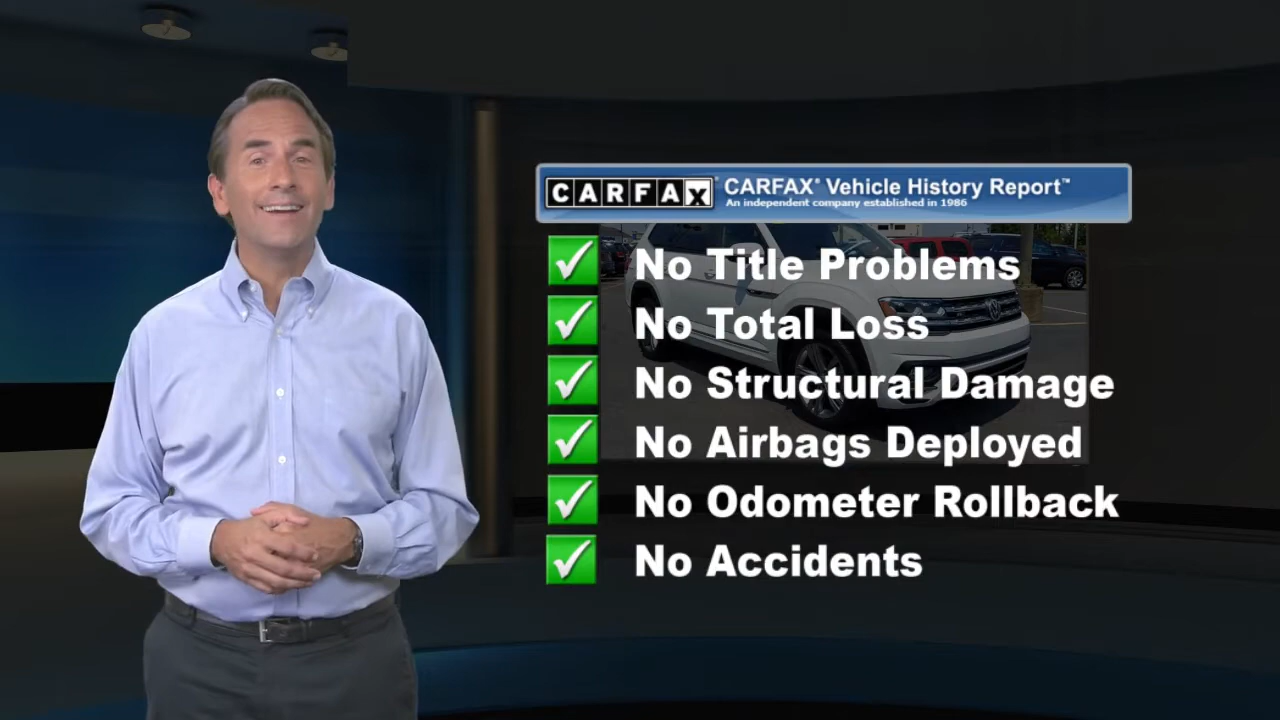 CARFAX® CARFAX® Vehicle History Report™
An independent company established in 1986
No Title Problems
No Total Loss
No Structural Damage
No Airbags Deployed
No Odometer Rollback
No Accidents